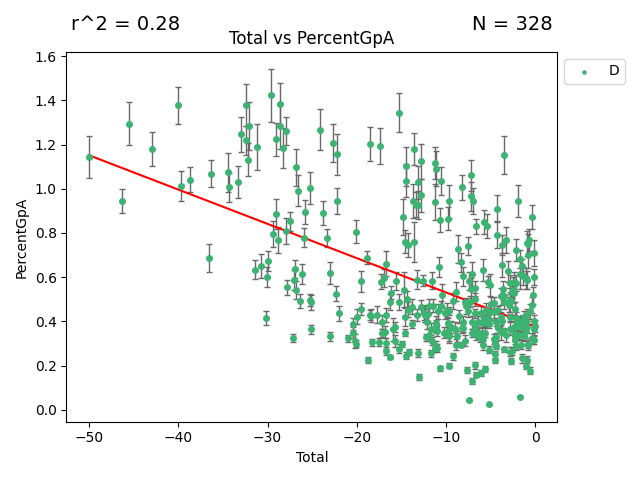 r^2 = 0.28
N = 328
Total vs PercentGpA
D
PercentGpA
1.6
1.4
1.2
1.0
0.8
0.6
0.4
0.2
0.0
−50
−40
−30
−20
−10
0
Total